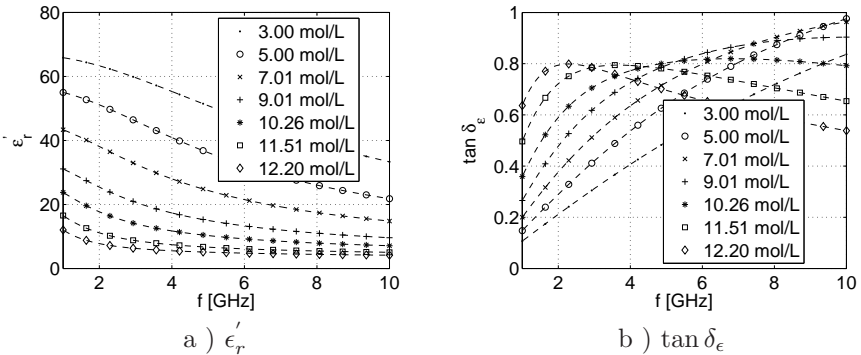 80
60
40
20
0
ε'r
2 4 6 8 10
f [GHz]
3.00 mol/L
5.00 mol/L
7.01 mol/L
9.01 mol/L
10.26 mol/L
11.51 mol/L
12.20 mol/L
a ) ϵ′r
1
0.8
0.6
0.4
0.2
0
tan δε
2 4 6 8 10
f [GHz]
3.00 mol/L
5.00 mol/L
7.01 mol/L
9.01 mol/L
10.26 mol/L
11.51 mol/L
12.20 mol/L
b ) tan δϵ